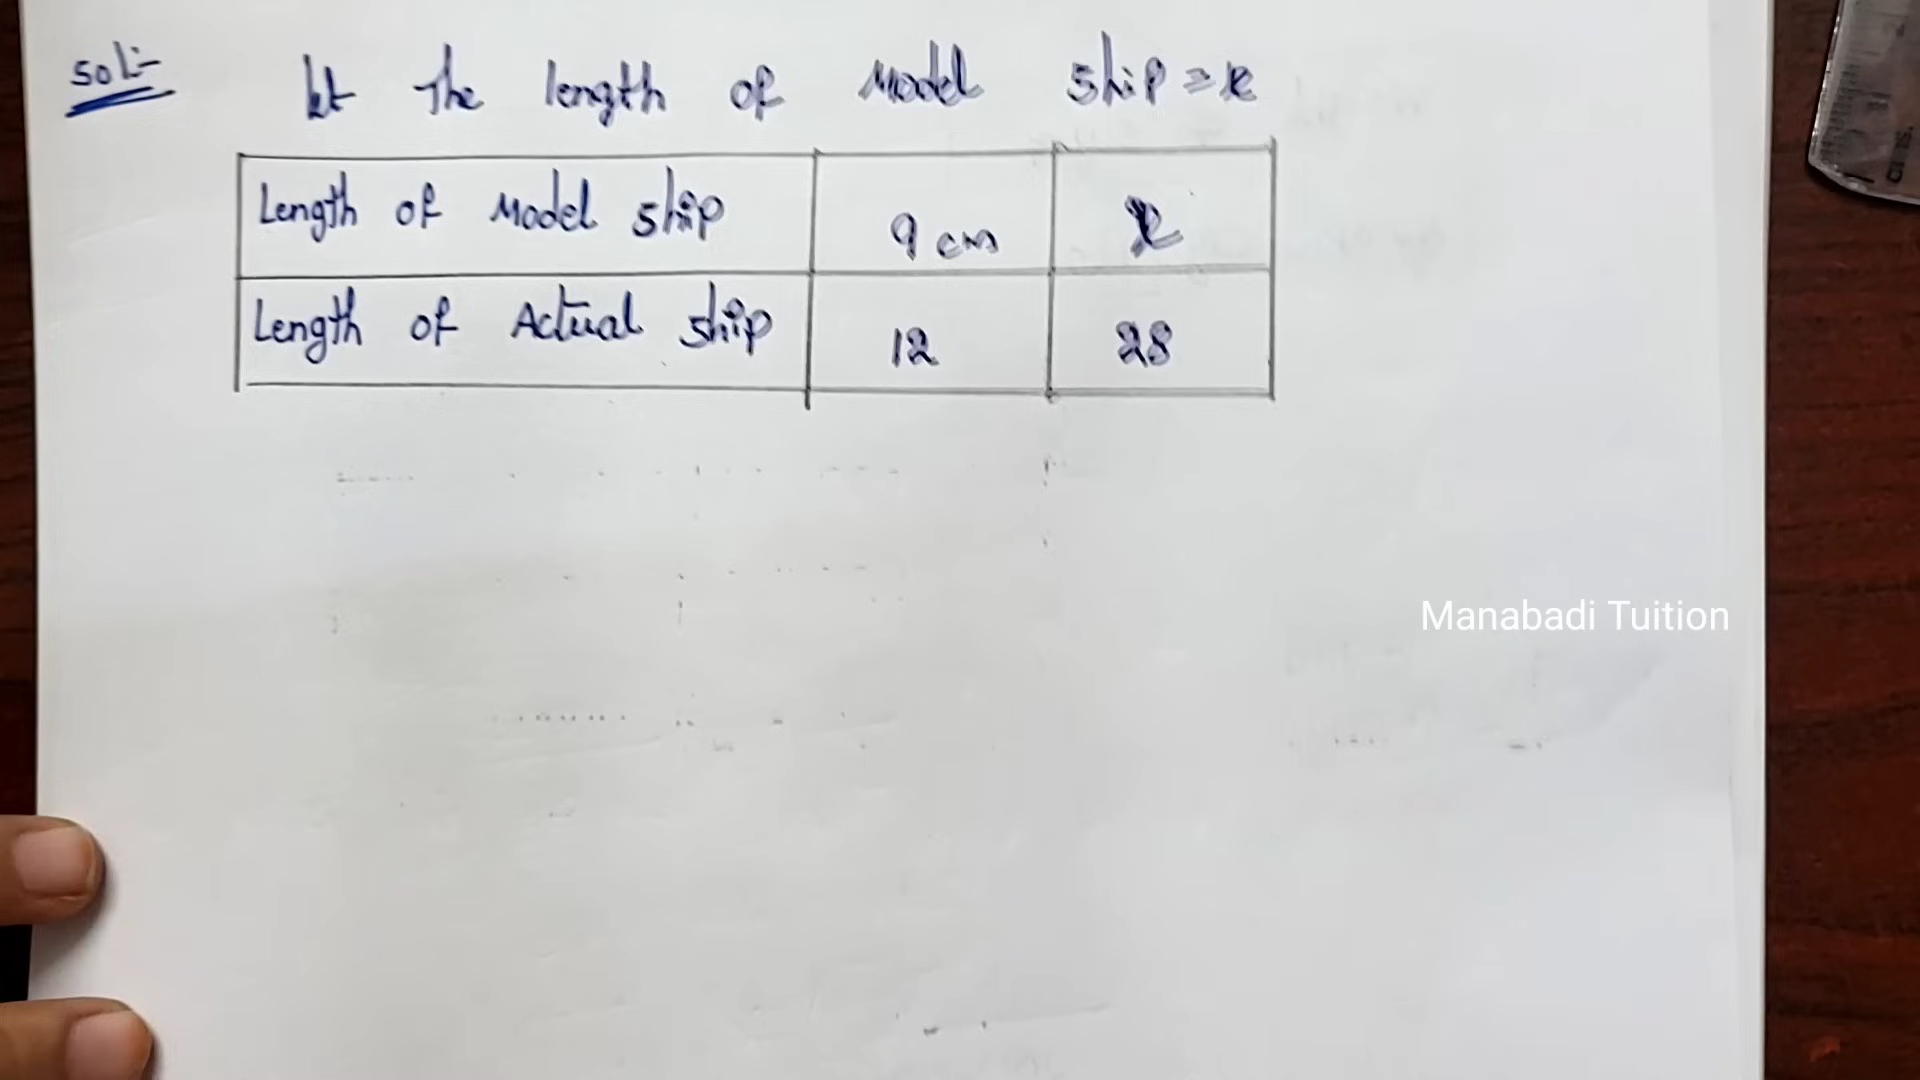 Sol:-
let The length of Model ship = x
Length of Model ship 9 cm x
Length of Actual ship 12 28
Manabadi Tuition